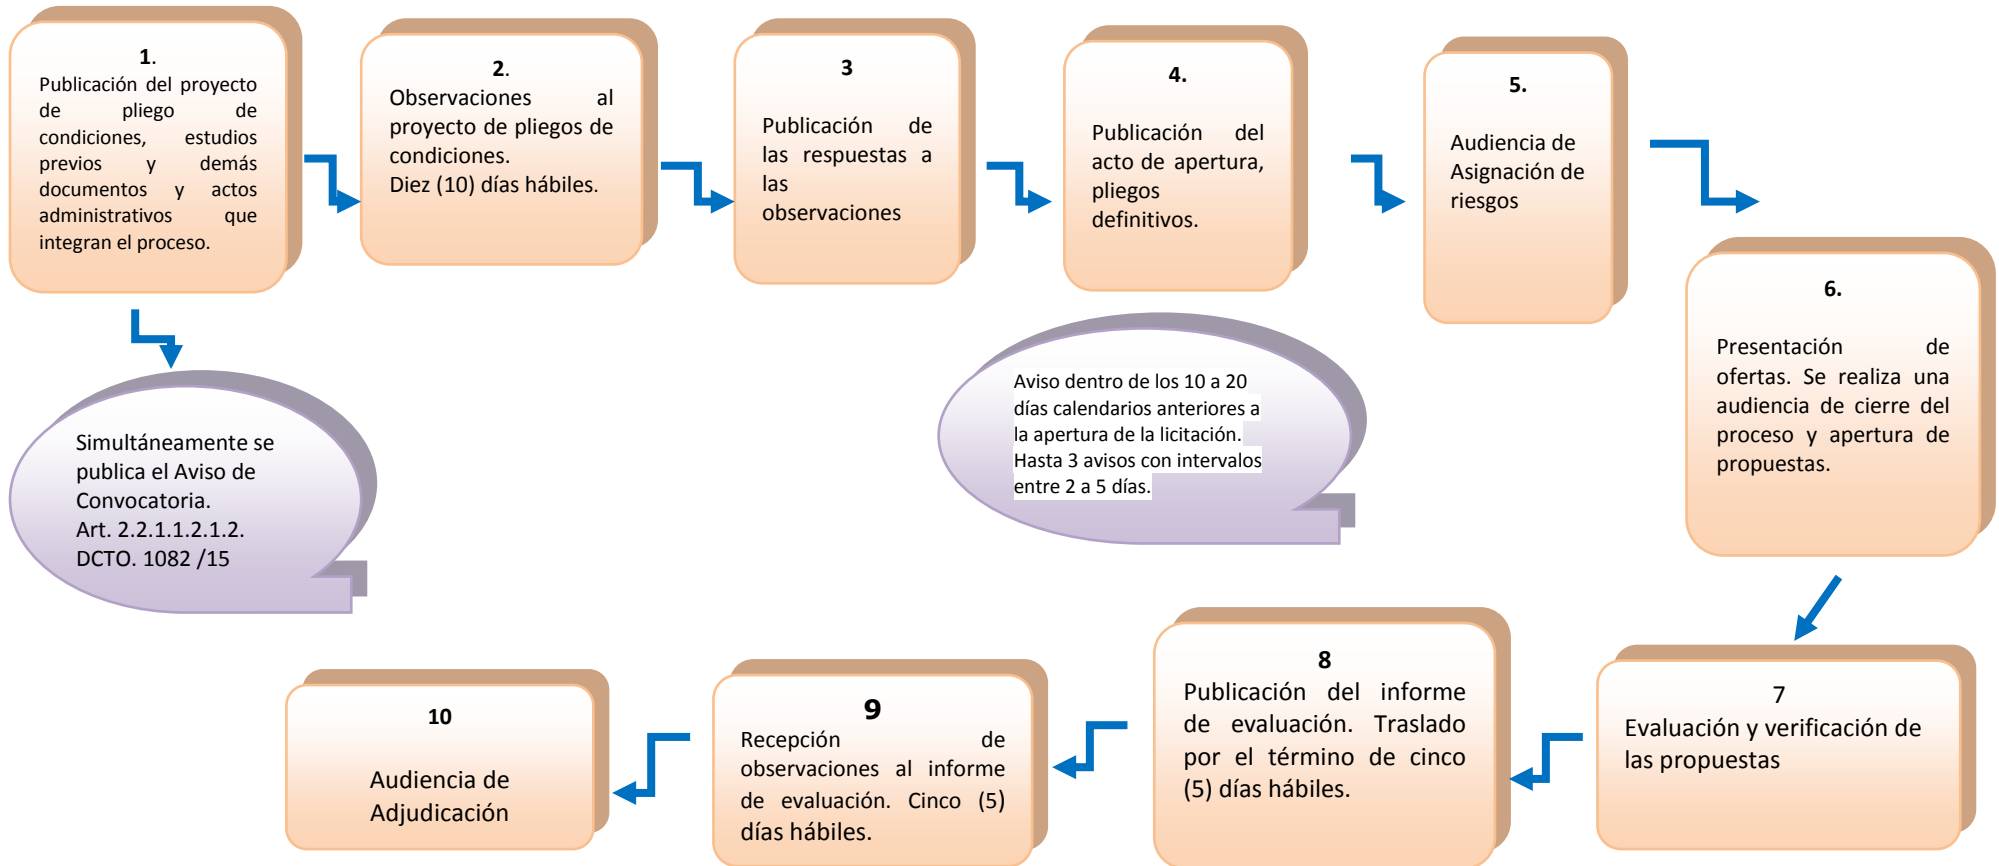 1.
Publicación del proyecto
de pliego de
condiciones, estudios
previos y demás
documentos y actos
administrativos que
integran el proceso.
2.
Observaciones al
proyecto de pliegos de
condiciones.
Diez (10) días hábiles.
3
Publicación de
las respuestas a
las
observaciones
4.
Publicación del
acto de apertura,
pliegos
definitivos.
5.
Audiencia de
Asignación de
riesgos
6.
Presentación de
ofertas. Se realiza una
audiencia de cierre del
proceso y apertura de
propuestas.
Simultáneamente se
publica el Aviso de
Convocatoria.
Art. 2.2.1.1.2.1.2.
DCTO. 1082 /15
Aviso dentro de los 10 a 20
días calendarios anteriores a
la apertura de la licitación.
Hasta 3 avisos con intervalos
entre 2 a 5 días.
7
Evaluación y verificación de
las propuestas
8
Publicación del informe
de evaluación. Traslado
por el término de cinco
(5) días hábiles.
9
Recepción de
observaciones al informe
de evaluación. Cinco (5)
días hábiles.
10
Audiencia de
Adjudicación